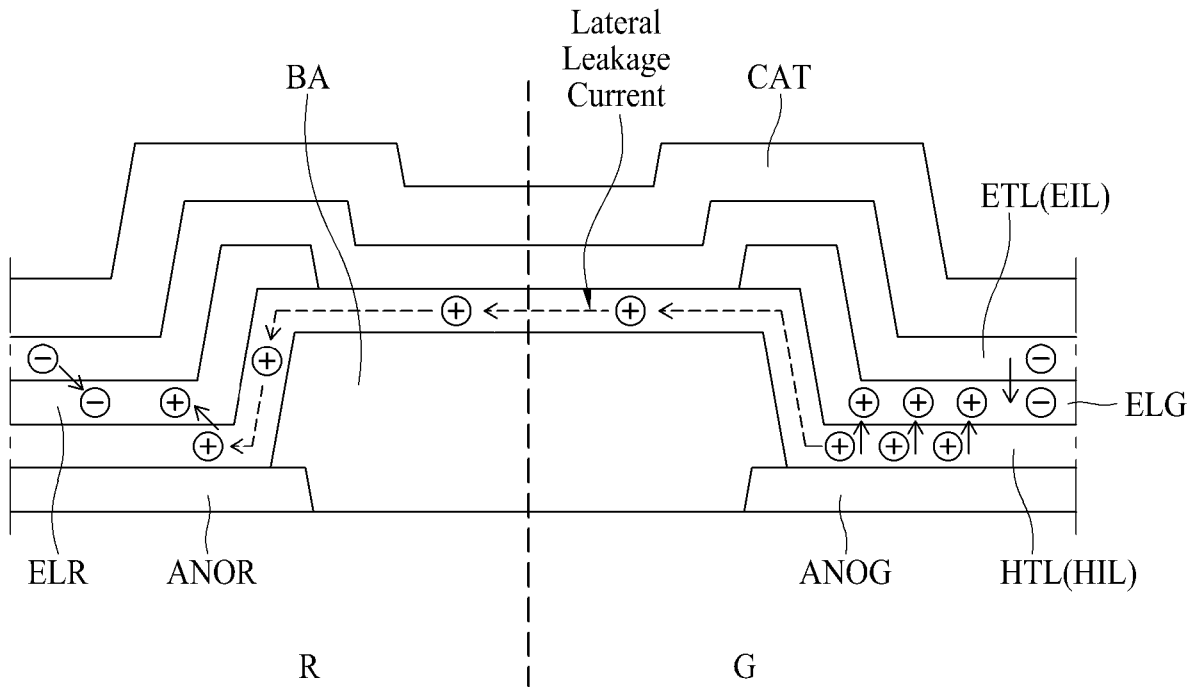 Lateral
Leakage
Current
BA
CAT
ETL(EIL)
ELG
ELR
ANOR
ANOG
HTL(HIL)
R
G